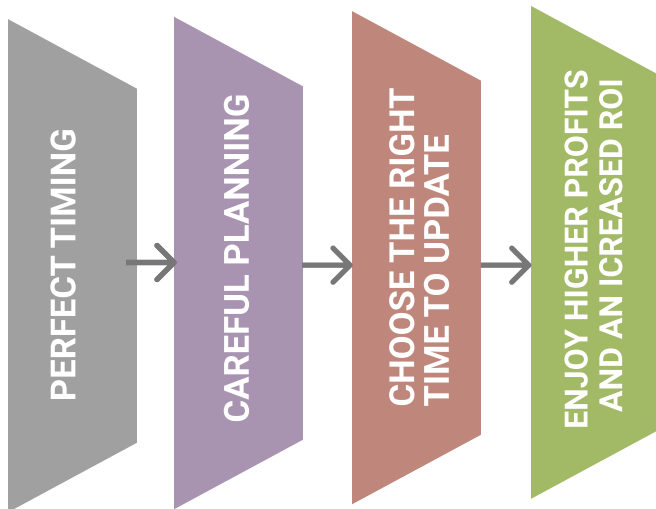 PERFECT TIMING
CAREFUL PLANNING
CHOOSE THE RIGHT
TIME TO UPDATE
ENJOY HIGHER PROFITS
AND AN ICREASED ROI